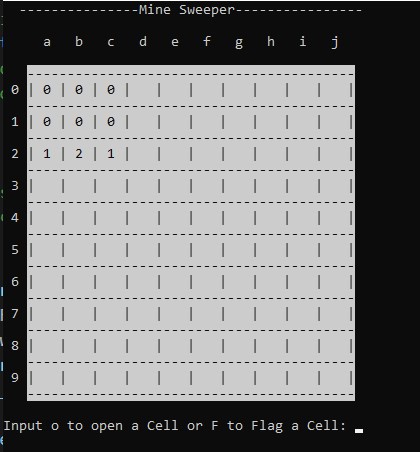 ---------------Mine Sweeper----------------
a b c d e f g h i j
-----------------------------------------
0 | 0 | 0 | 0 | | | | | | | |
-----------------------------------------
1 | 0 | 0 | 0 | | | | | | | |
-----------------------------------------
2 | 1 | 2 | 1 | | | | | | | |
-----------------------------------------
3 | | | | | | | | | | |
-----------------------------------------
4 | | | | | | | | | | |
-----------------------------------------
5 | | | | | | | | | | |
-----------------------------------------
6 | | | | | | | | | | |
-----------------------------------------
7 | | | | | | | | | | |
-----------------------------------------
8 | | | | | | | | | | |
-----------------------------------------
9 | | | | | | | | | | |
-----------------------------------------
Input o to open a Cell or F to Flag a Cell: